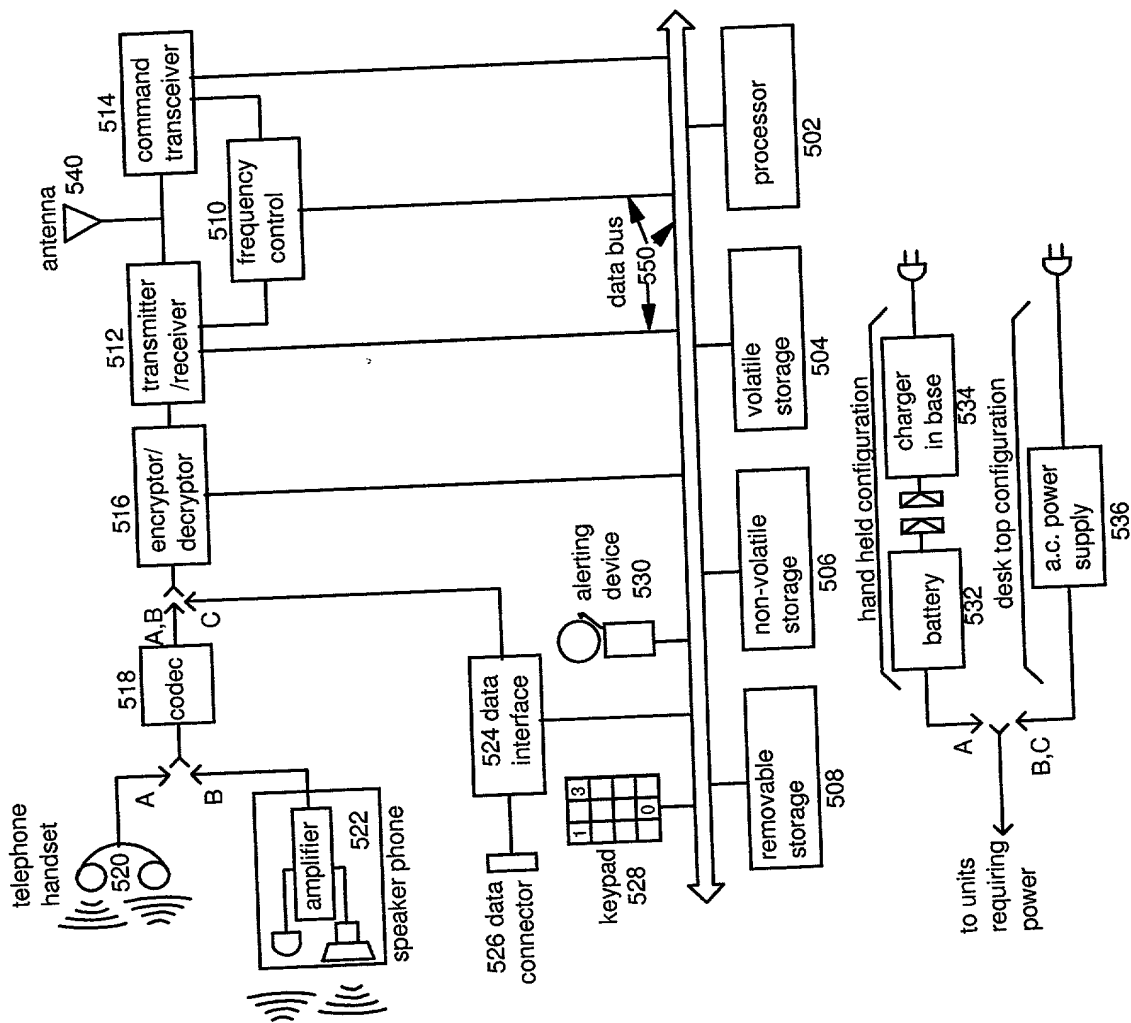 telephone
handset
520
A
B
amplifier
522
speaker phone
518
codec
A,B
C
516
encryptor/
decryptor
512
transmitter
/receiver
antenna
540
514
command
transceiver
510
frequency
control
526 data
connector
524 data
interface
keypad
528
1
3
0
alerting
device
530
data bus
550
removable
storage
508
non-volatile
storage
506
volatile
storage
504
processor
502
to units
requiring
power
A
B,C
hand held configuration
battery
532
charger
in base
534
desk top configuration
a.c. power
supply
536